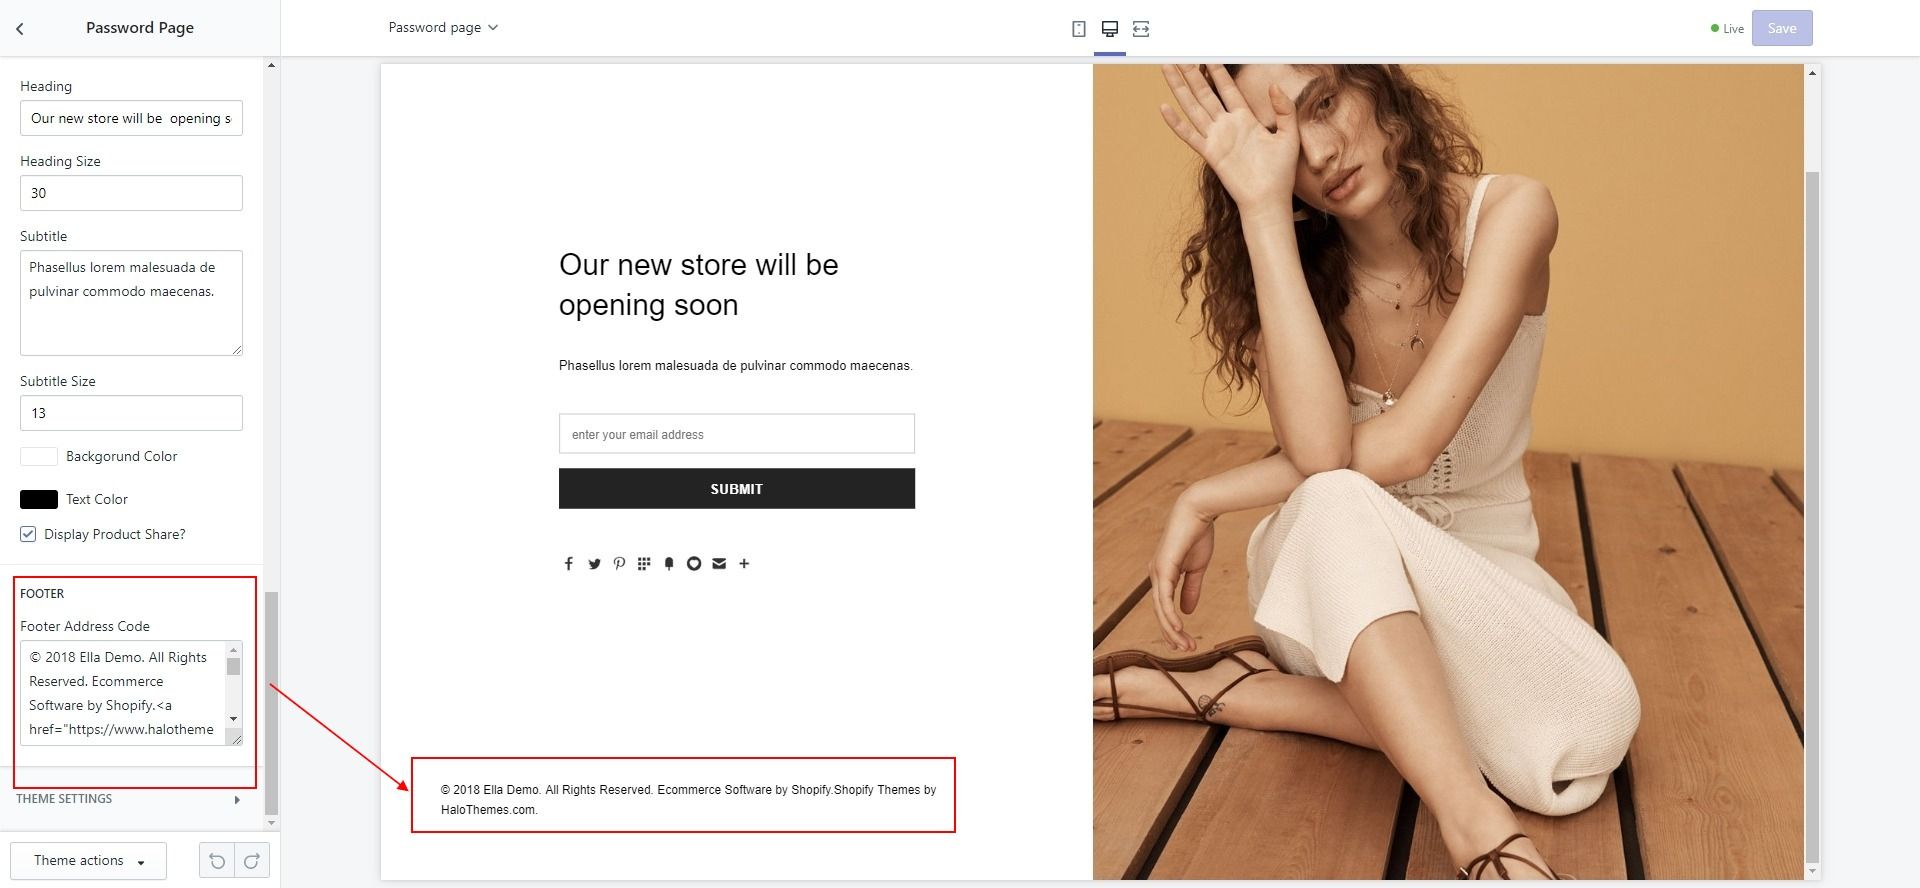 Password Page
Password page
Live
Save
Heading
Our new store will be  opening s
Heading Size
30
Subtitle
Phasellus lorem malesuada de
pulvinar commodo maecenas.
Subtitle Size
13
Backgorund Color
Text Color
Display Product Share?
FOOTER
Footer Address Code
© 2018 Ella Demo. All Rights
Reserved. Ecommerce
Software by Shopify.<a
href="https://www.halotheme
THEME SETTINGS
Theme actions
Our new store will be
opening soon
Phasellus lorem malesuada de pulvinar commodo maecenas.
enter your email address
SUBMIT
© 2018 Ella Demo. All Rights Reserved. Ecommerce Software by Shopify.Shopify Themes by
HaloThemes.com.